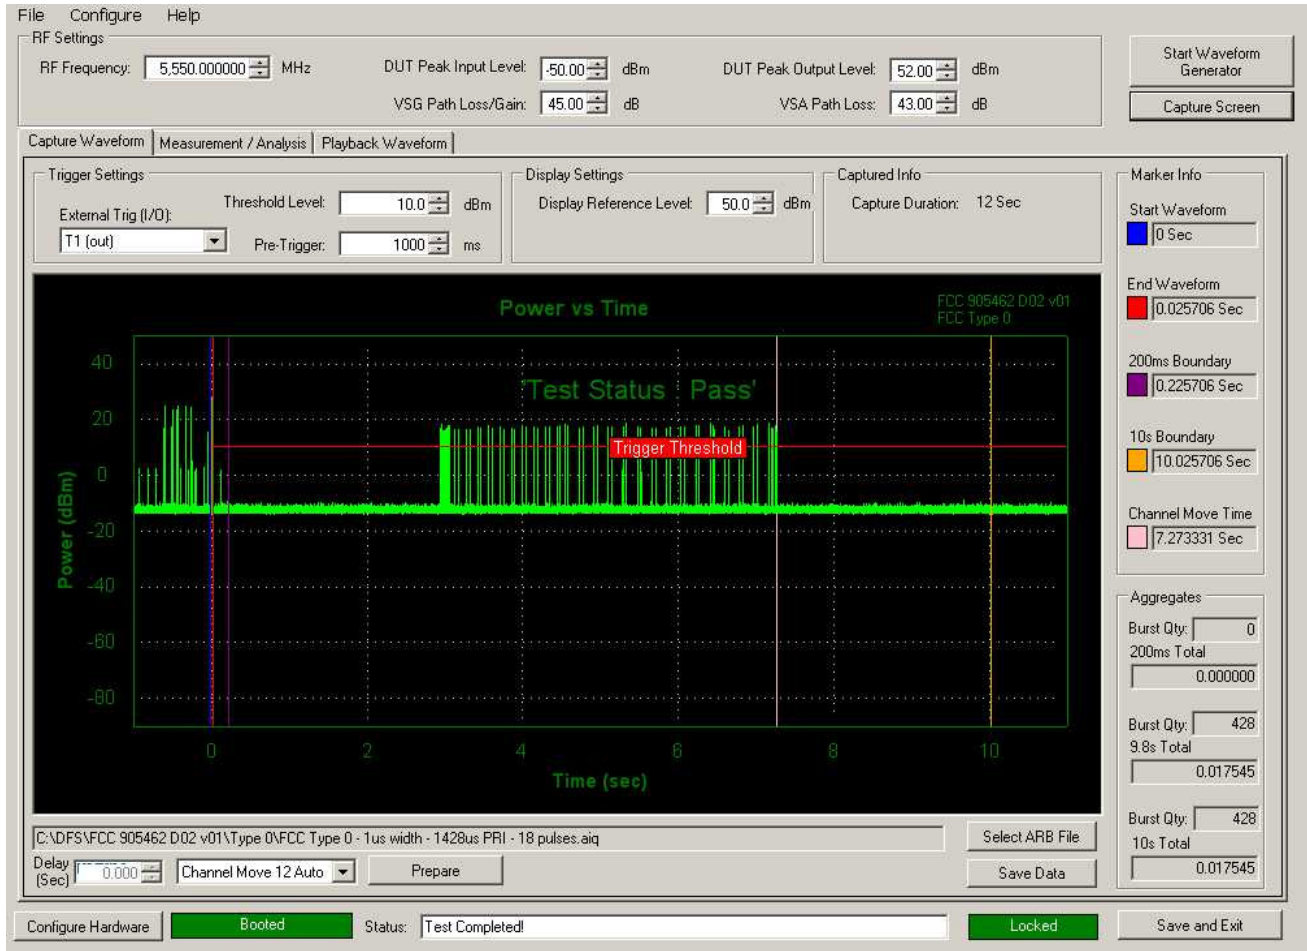 File Configure Help
RF Settings
RF Frequency: 5,550.000000 MHz
DUT Peak Input Level: -50.00 dBm
DUT Peak Output Level: 52.00 dBm
VSG Path Loss/Gain: 45.00 dB
VSA Path Loss: 43.00 dB
Start Waveform
Generator
Capture Screen
Capture Waveform Measurement / Analysis Playback Waveform
Trigger Settings
External Trig (I/O):
T1 (out)
Threshold Level: 10.0 dBm
Pre-Trigger: 1000 ms
Display Settings
Display Reference Level: 50.0 dBm
Captured Info
Capture Duration: 12 Sec
Marker Info
Start Waveform
0 Sec
End Waveform
0.025706 Sec
200ms Boundary
0.225706 Sec
10s Boundary
10.025706 Sec
Channel Move Time
7.273331 Sec
Power vs Time
FCC 905462 D02 v01
FCC Type 0
'Test Status : Pass'
Trigger Threshold
Power (dBm)
40
20
0
-20
-40
-60
-80
0 2 4 6 8 10
Time (sec)
Aggregates
Burst Qty: 0
200ms Total
0.000000
Burst Qty: 428
9.8s Total
0.017545
Burst Qty: 428
10s Total
0.017545
C:\DFS\FCC 905462 D02 v01\Type 0\FCC Type 0 - 1us width - 1428us PRI - 18 pulses.aiq
Select ARB File
Delay
(Sec)
0.000
Channel Move 12 Auto
Prepare
Save Data
Configure Hardware
Booted
Status: Test Completed!
Locked
Save and Exit